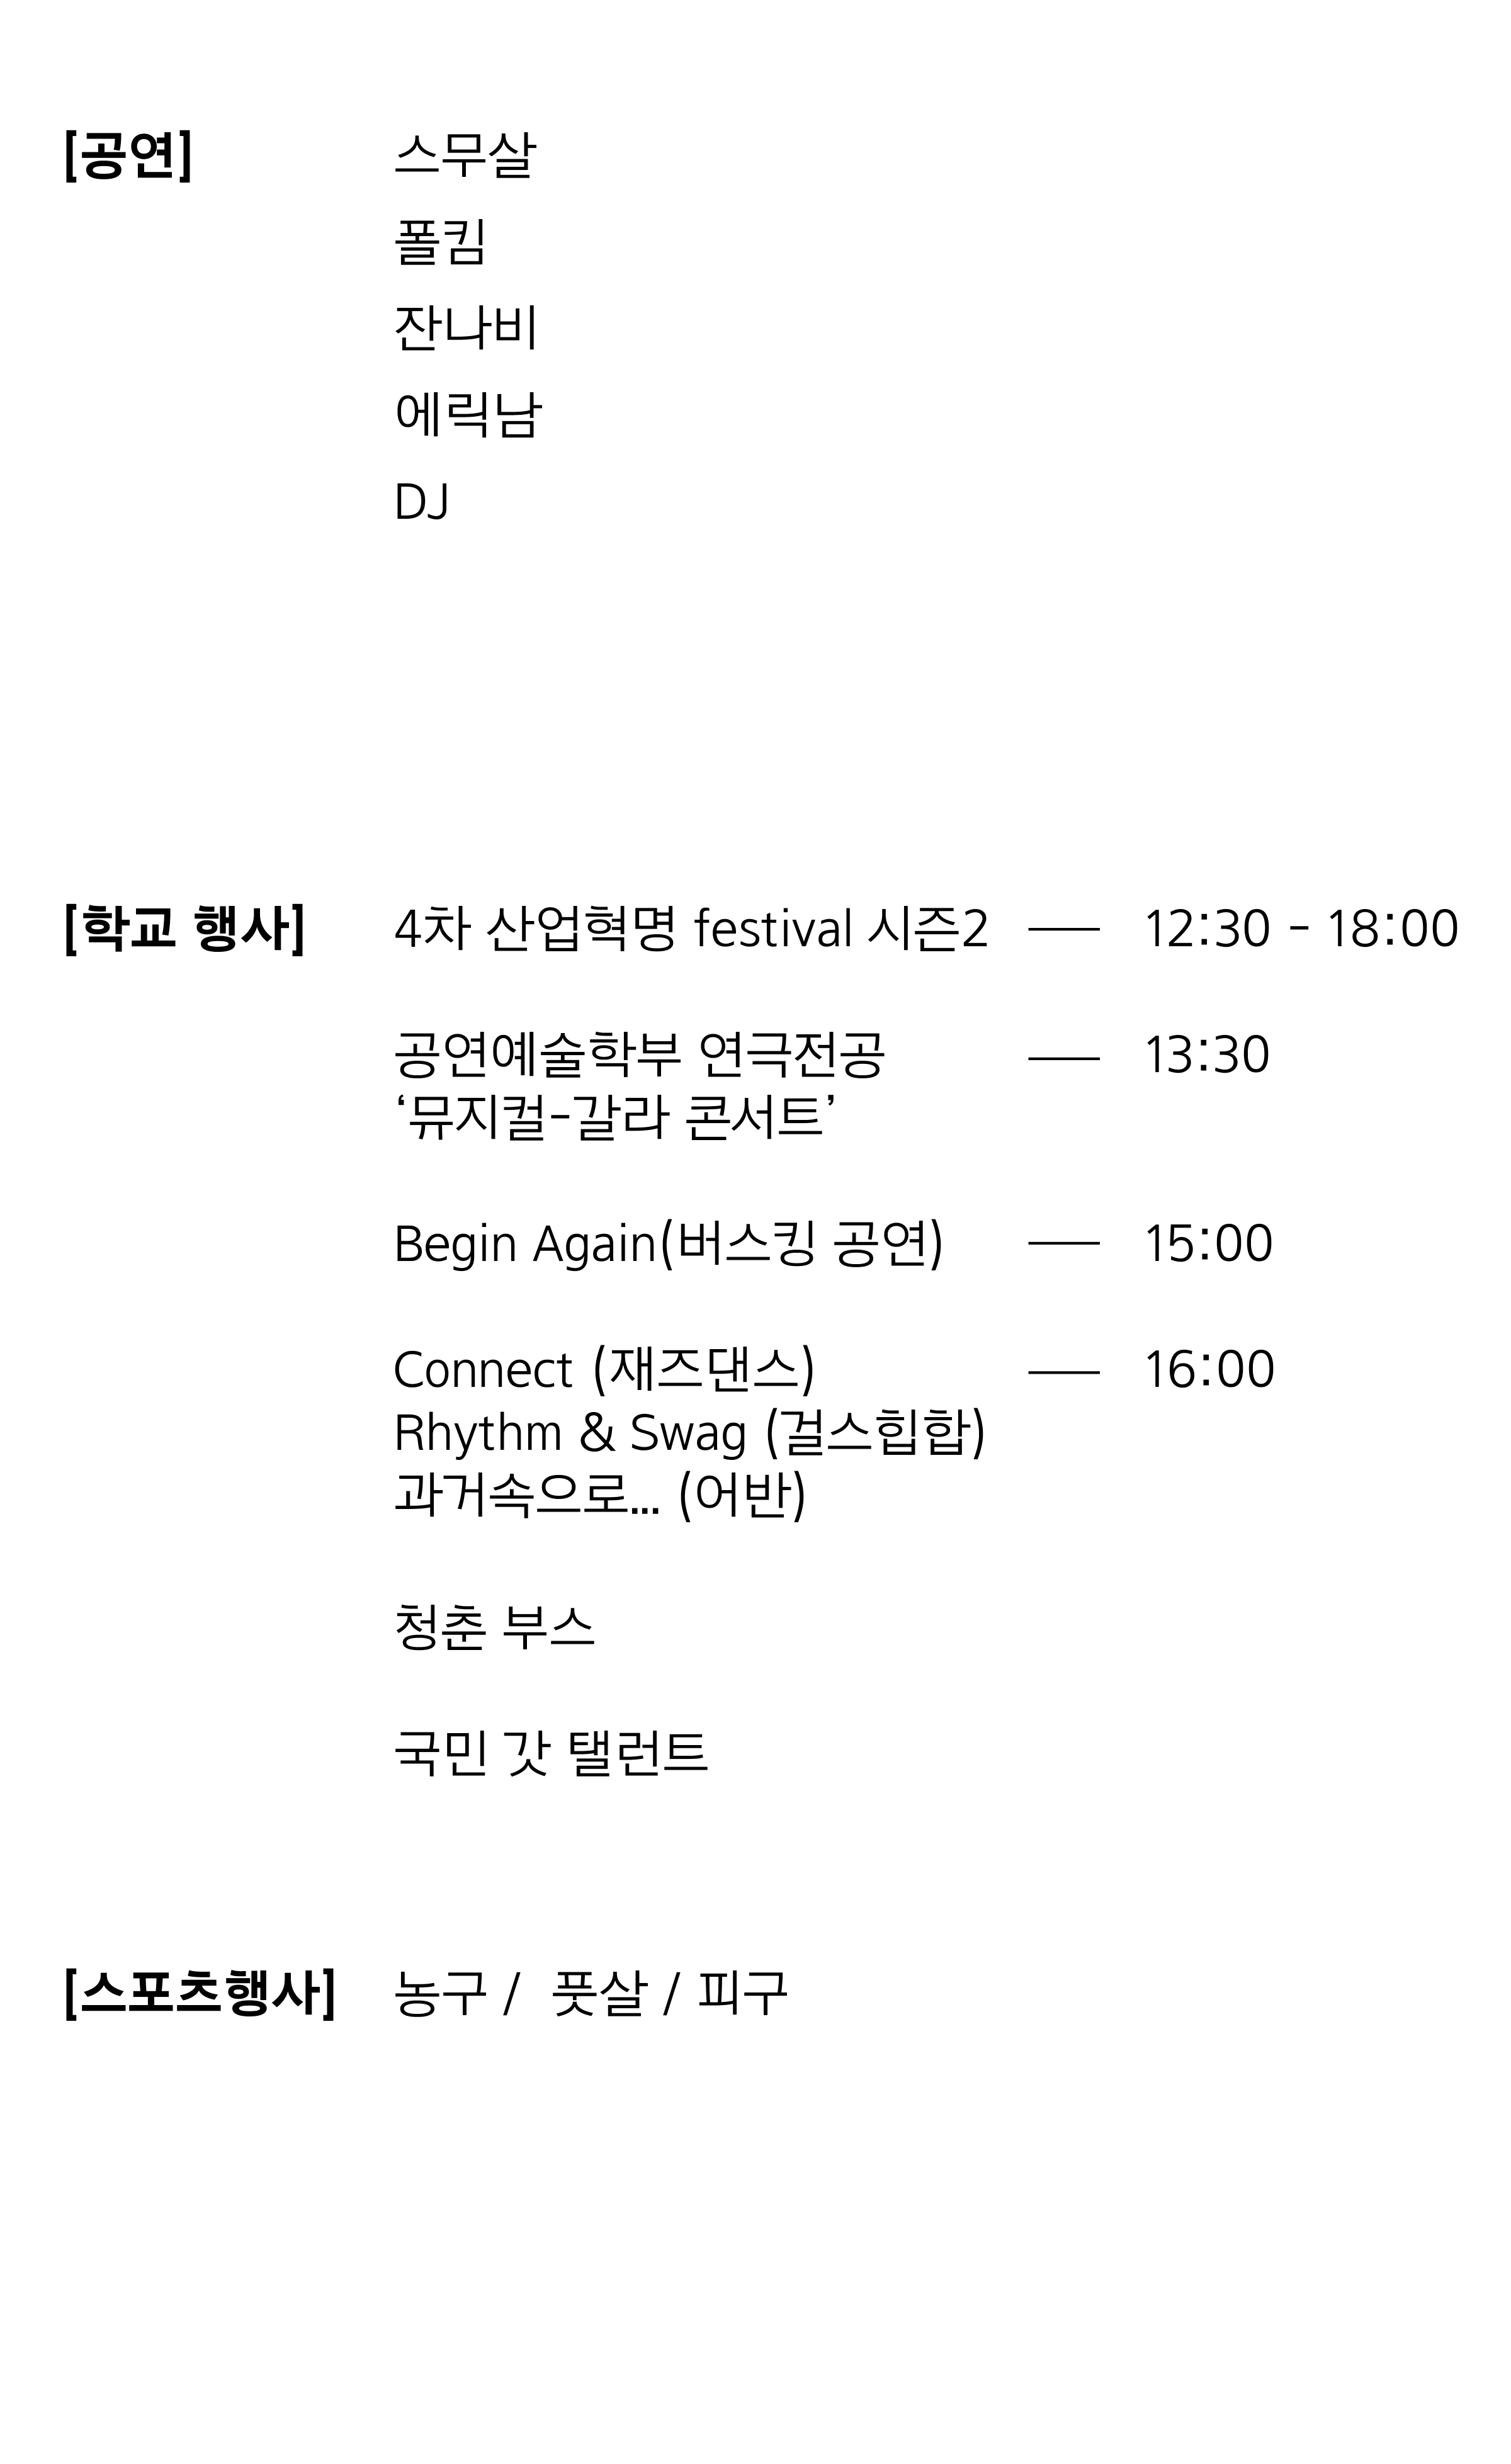 [공연] 스무살
폴킴
잔나비
에릭남
DJ
[학교 행사] 4차 산업혁명 festival 시즌2 — 12:30 - 18:00
공연예술학부 연극전공 — 13:30
‘뮤지컬-갈라 콘서트’
Begin Again(버스킹 공연) — 15:00
Connect (재즈댄스) — 16:00
Rhythm & Swag (걸스힙합)
과거속으로... (어반)
청춘 부스
국민 갓 탤런트
[스포츠행사] 농구 / 풋살 / 피구